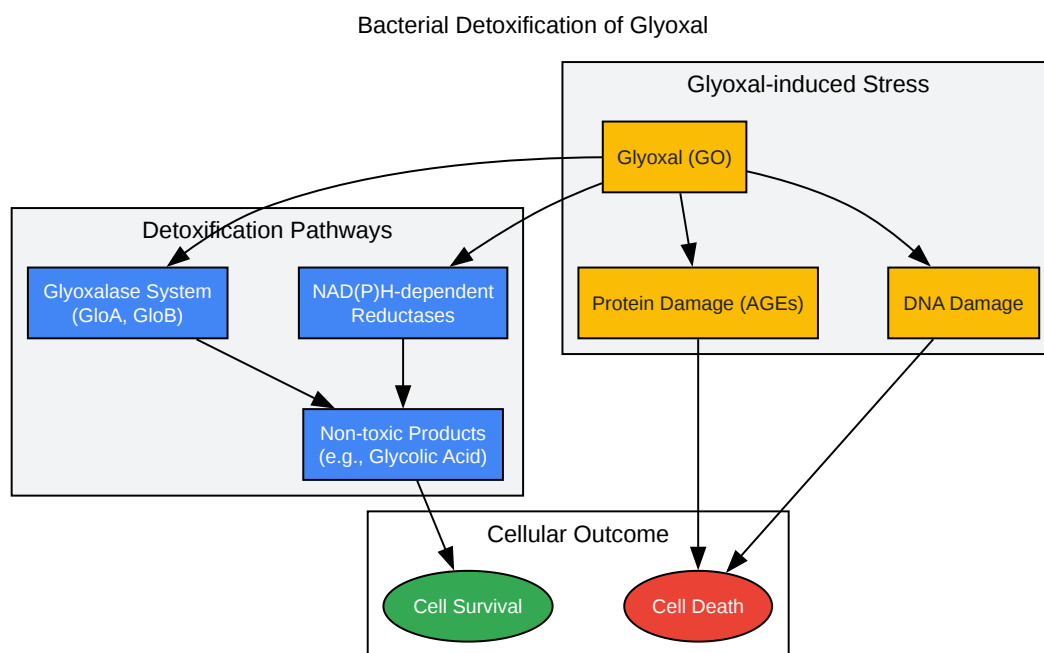 Bacterial Detoxification of Glyoxal
Glyoxal-induced Stress
Glyoxal (GO)
Detoxification Pathways
Glyoxalase System
(GloA, GloB)
NAD(P)H-dependent
Reductases
Protein Damage (AGEs)
DNA Damage
Non-toxic Products
(e.g., Glycolic Acid)
Cellular Outcome
Cell Survival
Cell Death